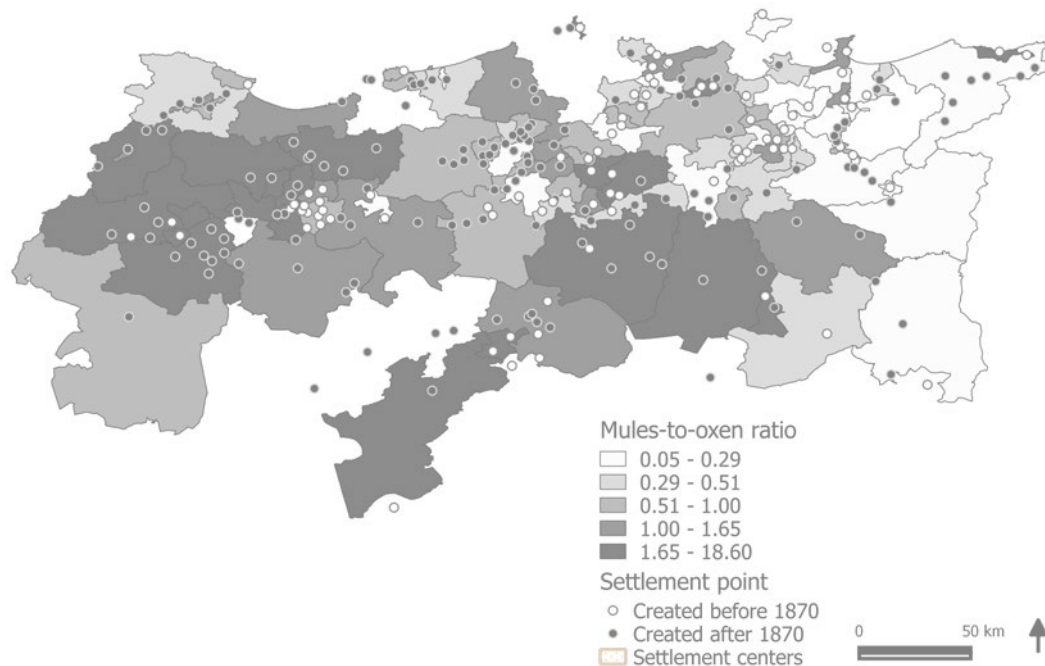 Mules-to-oxen ratio
0.05 - 0.29
0.29 - 0.51
0.51 - 1.00
1.00 - 1.65
1.65 - 18.60
Settlement point
Created before 1870
Created after 1870
Settlement centers
0 50 km